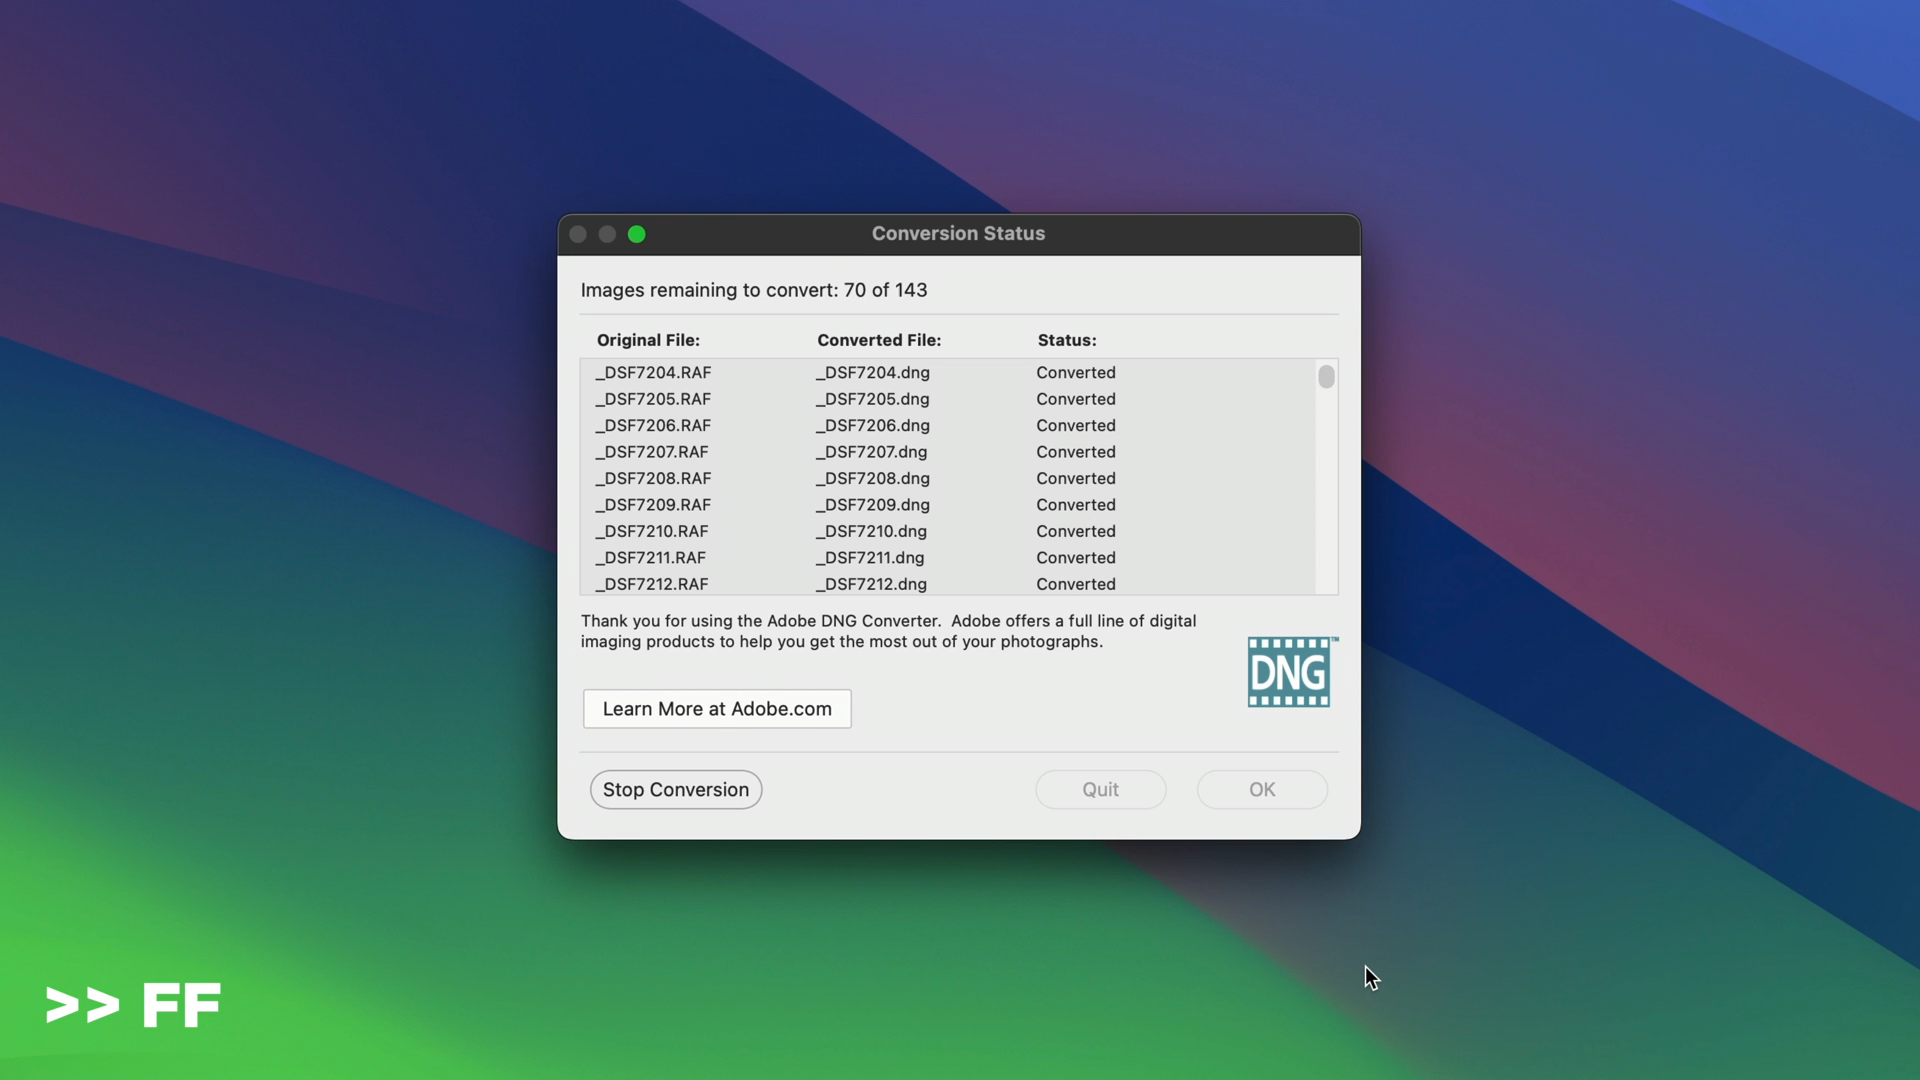 Conversion Status
Images remaining to convert: 70 of 143
Original File: Converted File: Status:
_DSF7204.RAF _DSF7204.dng Converted
_DSF7205.RAF _DSF7205.dng Converted
_DSF7206.RAF _DSF7206.dng Converted
_DSF7207.RAF _DSF7207.dng Converted
_DSF7208.RAF _DSF7208.dng Converted
_DSF7209.RAF _DSF7209.dng Converted
_DSF7210.RAF _DSF7210.dng Converted
_DSF7211.RAF _DSF7211.dng Converted
_DSF7212.RAF _DSF7212.dng Converted
Thank you for using the Adobe DNG Converter.  Adobe offers a full line of digital
imaging products to help you get the most out of your photographs.
DNG™
Learn More at Adobe.com
Stop Conversion Quit OK
>> FF